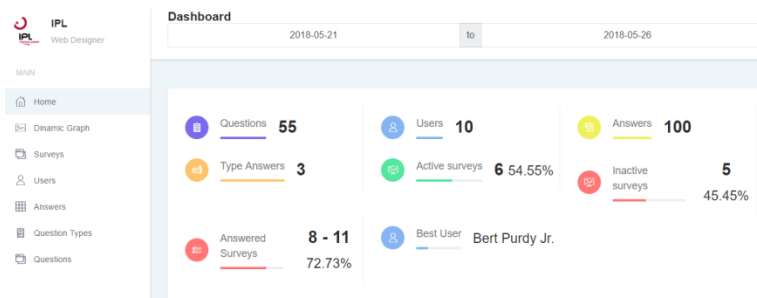 IPL
IPL
Web Designer
MAIN
Home
Dinamic Graph
Surveys
Users
Answers
Question Types
Questions
Dashboard
2018-05-21 to 2018-05-26
Questions 55
Users 10
Answers 100
Type Answers 3
Active surveys 6 54.55%
Inactive surveys 5
45.45%
Answered Surveys 8 - 11
72.73%
Best User Bert Purdy Jr.